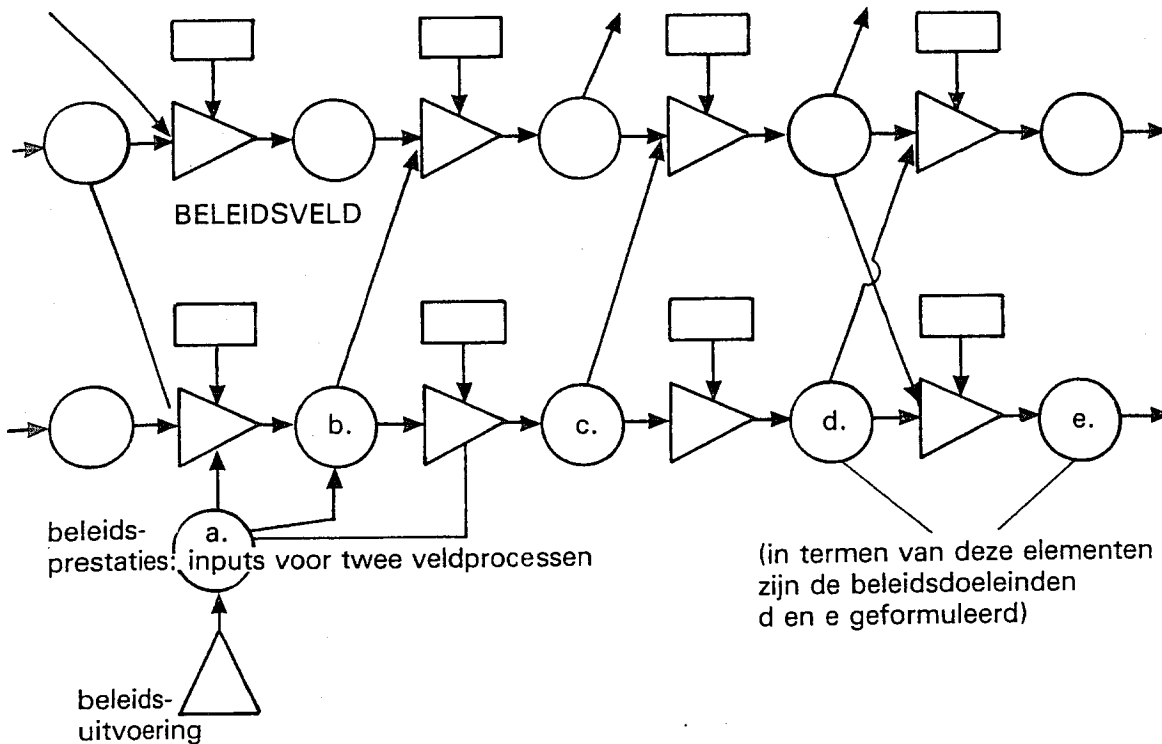 BELEIDSVELD
b.
c.
d.
e.
a.
beleids-
prestaties: inputs voor twee veldprocessen
(in termen van deze elementen
zijn de beleidsdoeleinden
d en e geformuleerd)
beleids-
uitvoering